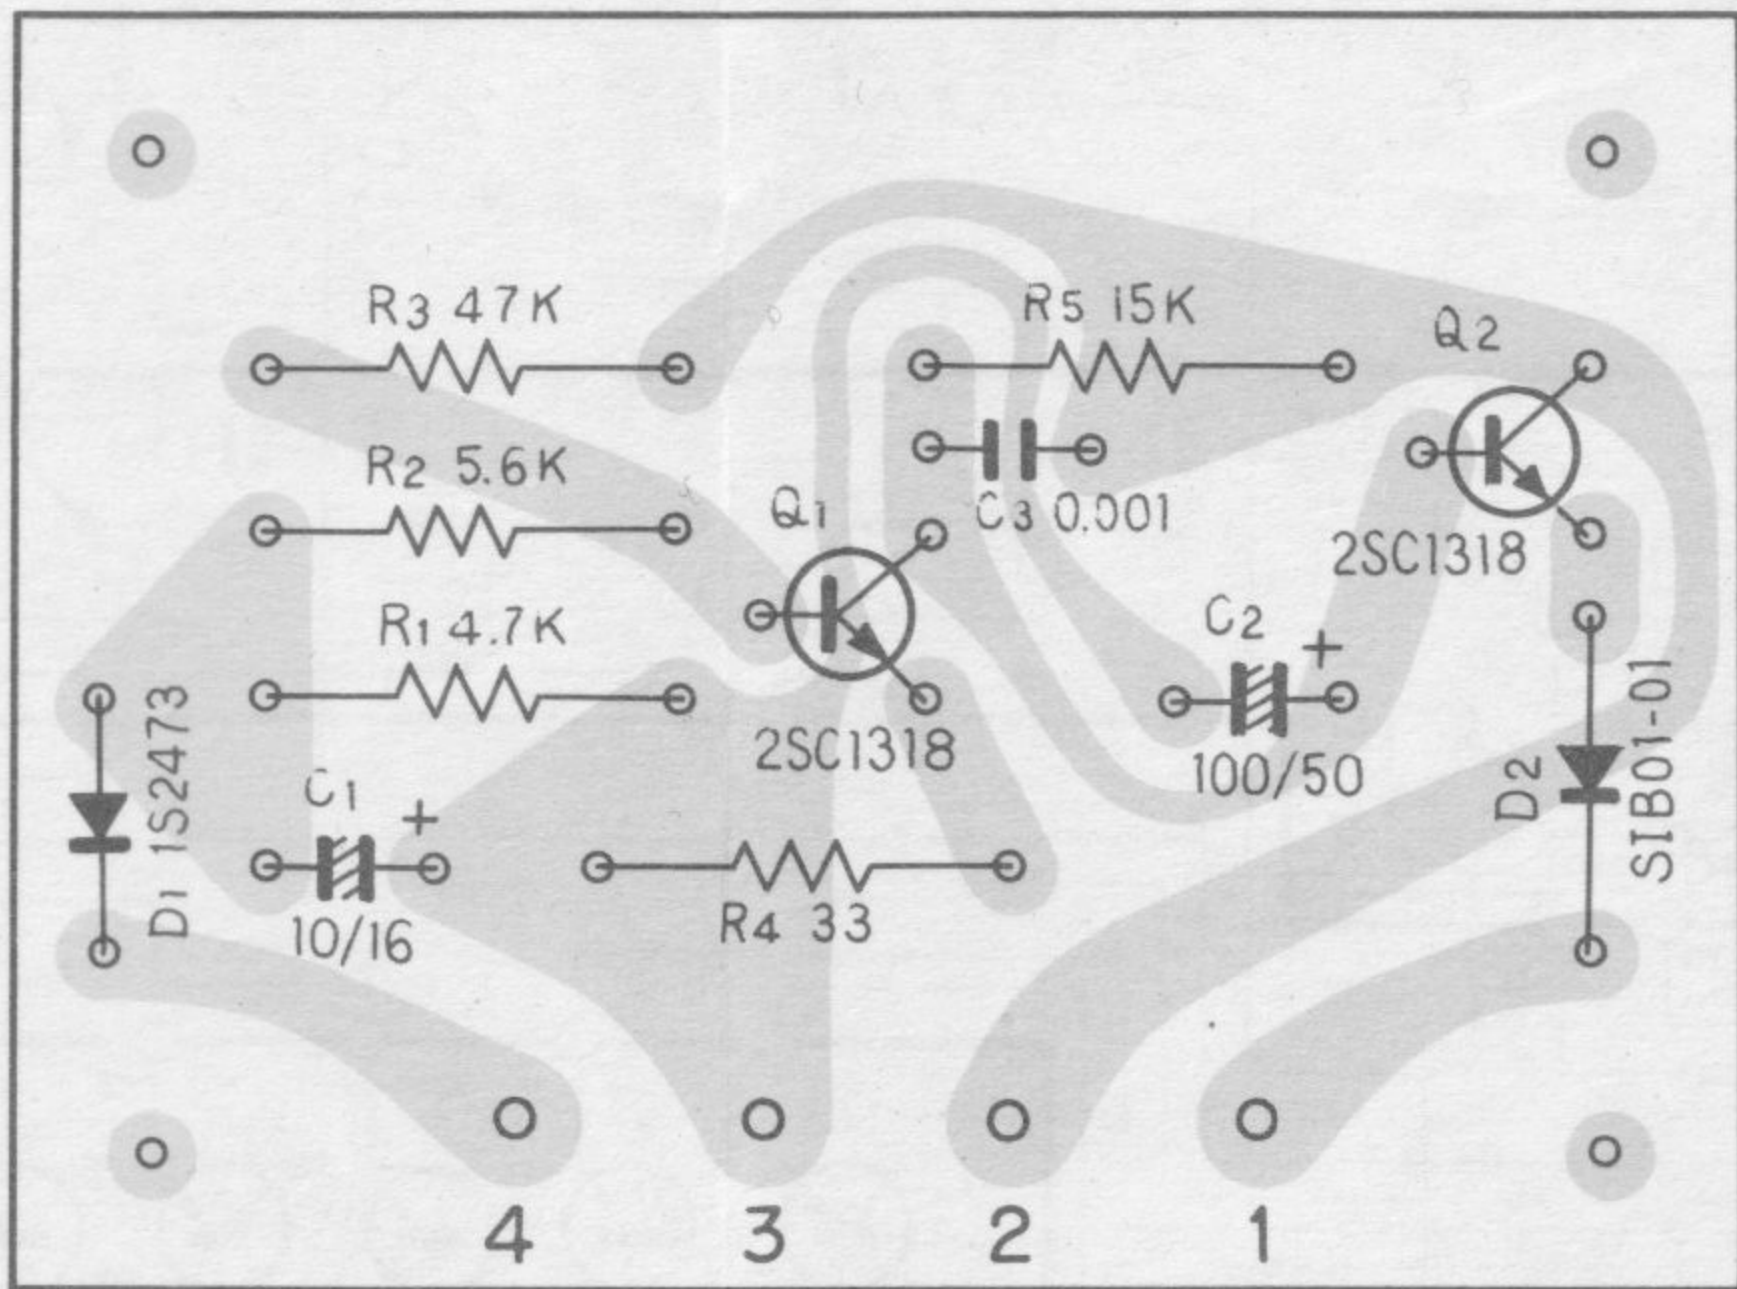 R3 47K
R5 15K
Q2
R2 5.6K
Q1
C3 0.001
2SC1318
R1 4.7K
C2
+
2SC1318
100/50
D1 1S2473
C1
+
10/16
R4 33
D2
SIB01-01
4 3 2 1